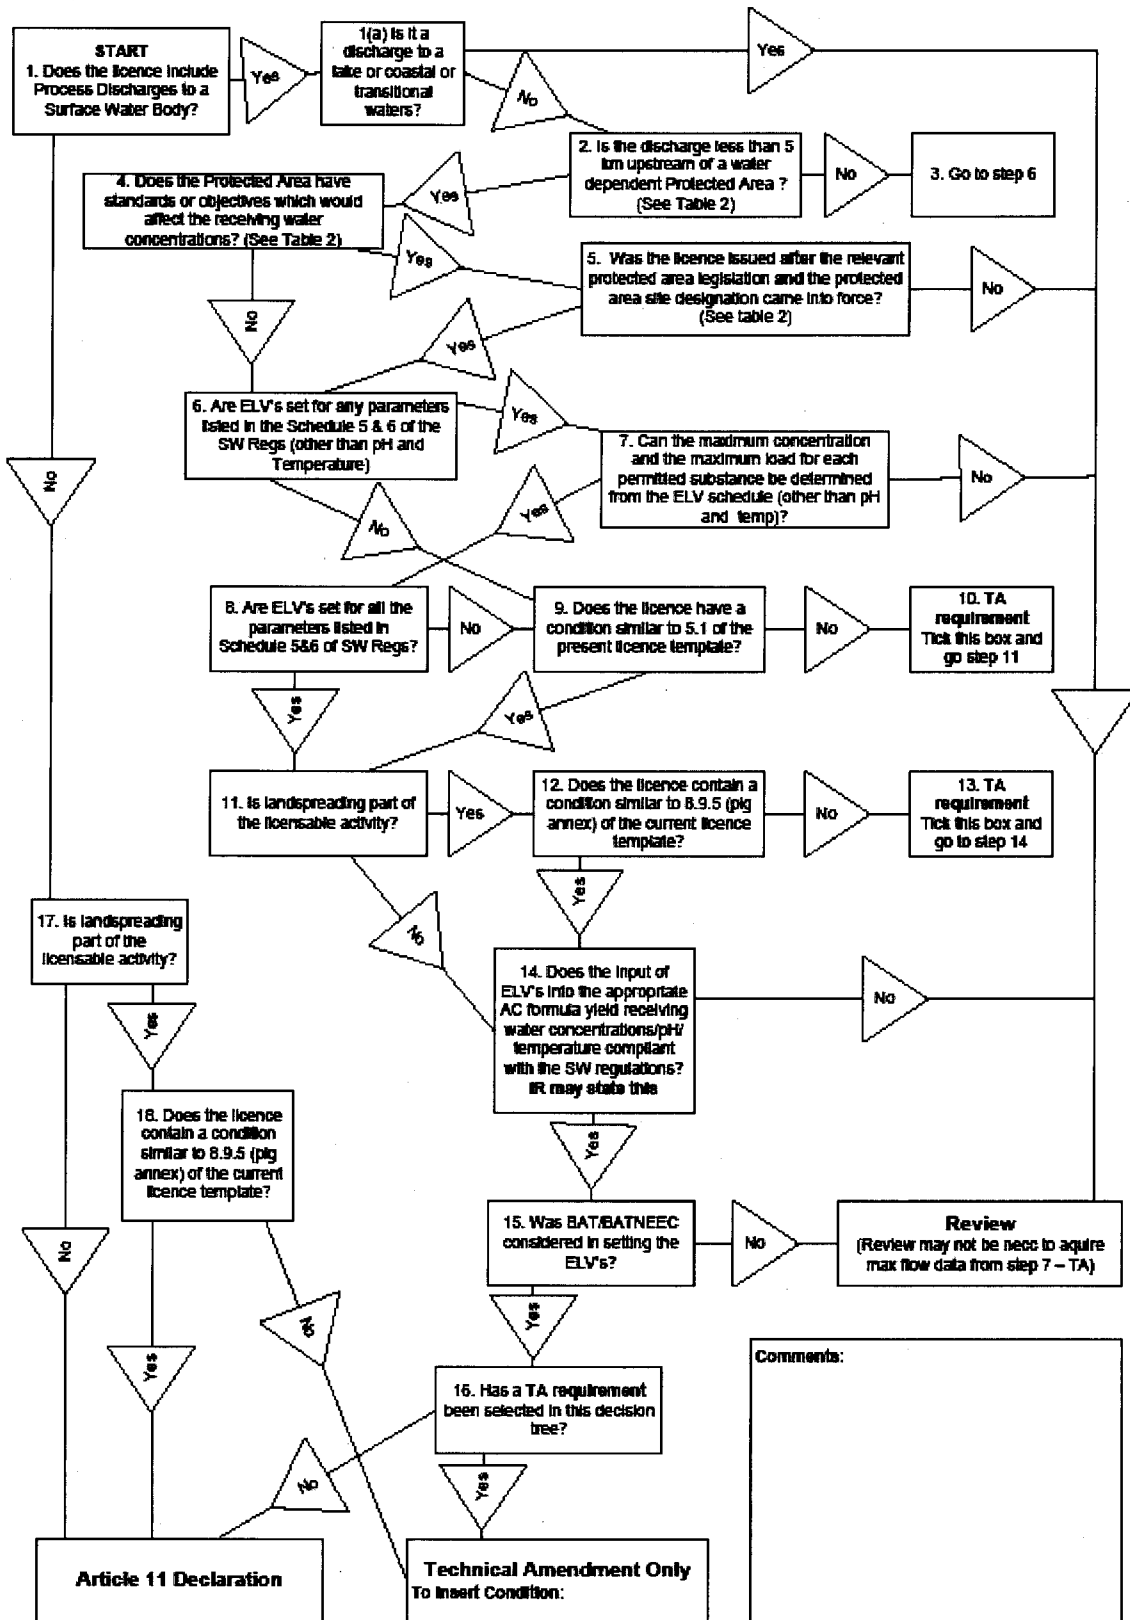 START
1. Does the licence include
Process Discharges to a
Surface Water Body?
Yes
1(a) Is it a
discharge to a
lake or coastal or
transitional
waters?
Yes
No
2. Is the discharge less than 5
km upstream of a water
dependent Protected Area ?
(See Table 2)
No
3. Go to step 6
Yes
4. Does the Protected Area have
standards or objectives which would
affect the receiving water
concentrations? (See Table 2)
Yes
5. Was the licence issued after the relevant
protected area legislation and the protected
area site designation came into force?
(See table 2)
No
No
Yes
6. Are ELV's set for any parameters
listed in the Schedule 5 & 6 of the
SW Regs (other than pH and
Temperature)
Yes
7. Can the maximum concentration
and the maximum load for each
permitted substance be determined
from the ELV schedule (other than pH
and temp)?
No
No
No
Yes
8. Are ELV's set for all the
parameters listed in
Schedule 5&6 of SW Regs?
No
9. Does the licence have a
condition similar to 5.1 of the
present licence template?
No
10. TA
requirement
Tick this box and
go step 11
Yes
Yes
11. Is landspreading part of
the licensable activity?
Yes
12. Does the licence contain a
condition similar to 8.9.5 (pig
annex) of the current licence
template?
No
13. TA
requirement
Tick this box and
go to step 14
Yes
No
17. Is landspreading
part of the
licensable activity?
14. Does the input of
ELV's into the appropriate
AC formula yield receiving
water concentrations/pH/
temperature compliant
with the SW regulations?
IR may state this
No
Yes
18. Does the licence
contain a condition
similar to 8.9.5 (pig
annex) of the current
licence template?
Yes
15. Was BAT/BATNEEC
considered in setting the
ELV's?
No
Review
(Review may not be necc to aquire
max flow data from step 7 – TA)
No
No
Yes
Yes
16. Has a TA requirement
been selected in this decision
tree?
Comments:
No
Yes
Article 11 Declaration
Technical Amendment Only
To Insert Condition: